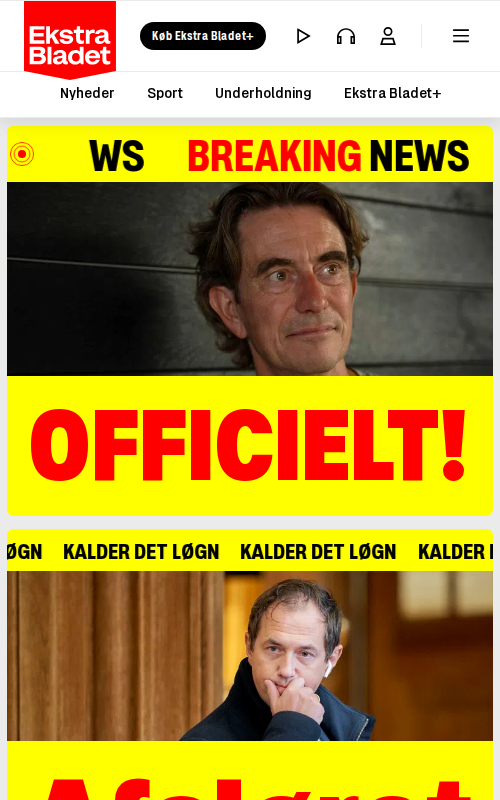 Ekstra
Bladet
Køb Ekstra Bladet+
Nyheder Sport Underholdning Ekstra Bladet+
WS BREAKING NEWS
OFFICIELT!
ØGN KALDER DET LØGN KALDER DET LØGN KALDER